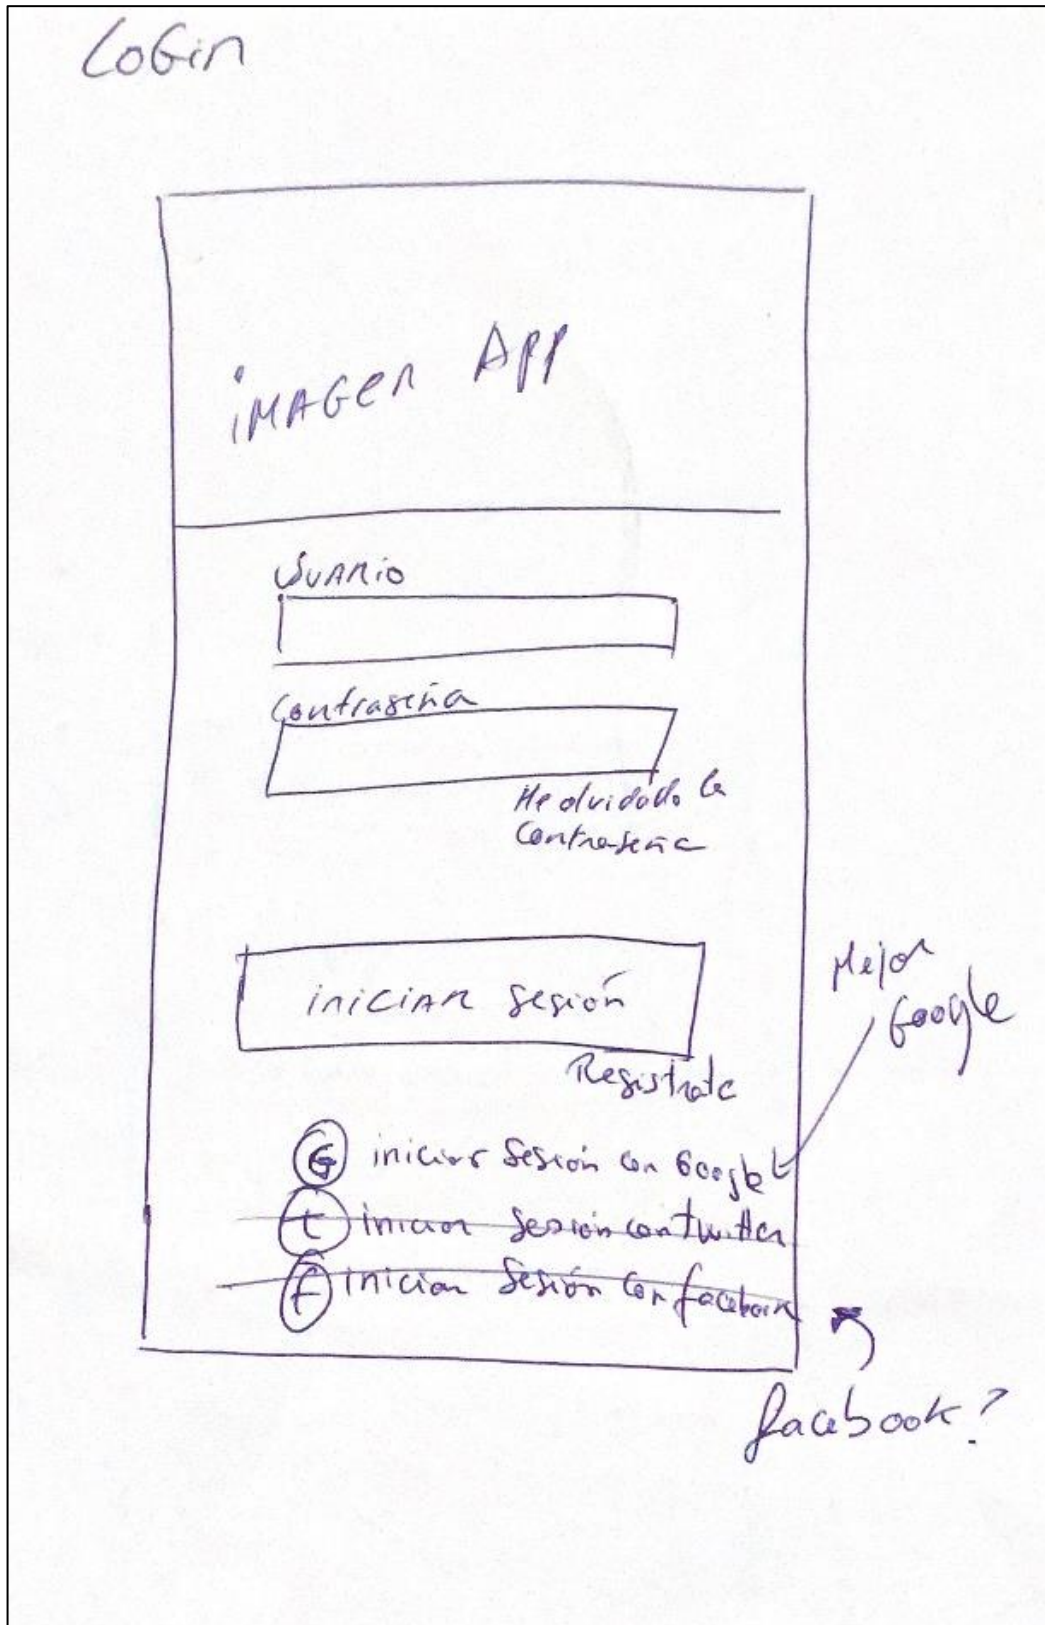 LOGin
iMAGEn APP
USUARio
Contraseña
He olvidado la
Contraseña
iniCiAR Sesión
Mejor
Google
Registrate
G iniciar Sesión con Google
t iniciar Sesión con twitter
f iniciar Sesión con facebook
facebook?